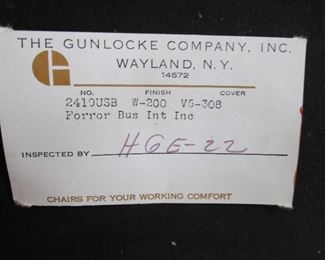 THE GUNLOCKE COMPANY, INC.
WAYLAND, N.Y.
14572
NO. FINISH COVER
2410USB W-200 V5-308
Forror Bus Int Inc
INSPECTED BY HGE-22
CHAIRS FOR YOUR WORKING COMFORT